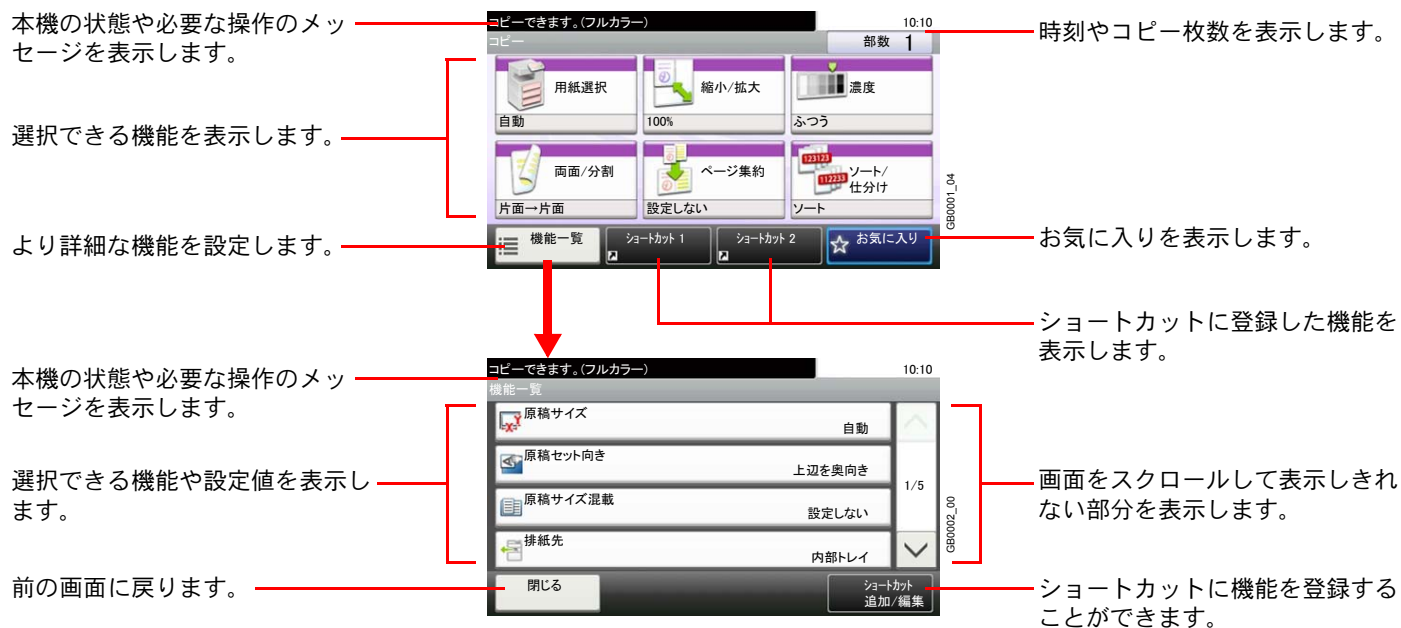 本機の状態や必要な操作のメッ
セージを表示します。
選択できる機能を表示します。
より詳細な機能を設定します。
コピーできます。(フルカラー)
10:10
コピー
部数 1
用紙選択
自動
縮小/拡大
100%
濃度
ふつう
両面/分割
片面→片面
ページ集約
設定しない
123123
112233
ソート/
仕分け
ソート
機能一覧
ショートカット 1
ショートカット 2
お気に入り
GB0001_04
時刻やコピー枚数を表示します。
お気に入りを表示します。
ショートカットに登録した機能を
表示します。
本機の状態や必要な操作のメッ
セージを表示します。
選択できる機能や設定値を表示し
ます。
前の画面に戻ります。
コピーできます。(フルカラー)
10:10
機能一覧
原稿サイズ
自動
原稿セット向き
上辺を奥向き
原稿サイズ混載
設定しない
排紙先
内部トレイ
1/5
閉じる
ショートカット
追加/編集
GB0002_00
画面をスクロールして表示しきれ
ない部分を表示します。
ショートカットに機能を登録する
ことができます。